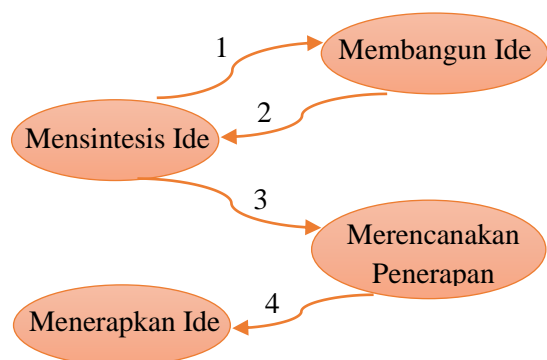 1
Membangun Ide
2
Mensintesis Ide
3
Merencanakan
Penerapan
4
Menerapkan Ide